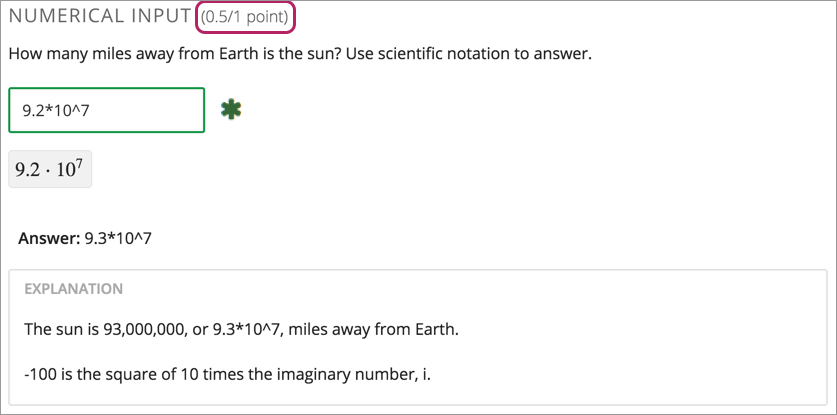 NUMERICAL INPUT (0.5/1 point)
How many miles away from Earth is the sun? Use scientific notation to answer.
9.2*10^7
9.2 · 10⁷
Answer: 9.3*10^7
EXPLANATION
The sun is 93,000,000, or 9.3*10^7, miles away from Earth.
-100 is the square of 10 times the imaginary number, i.